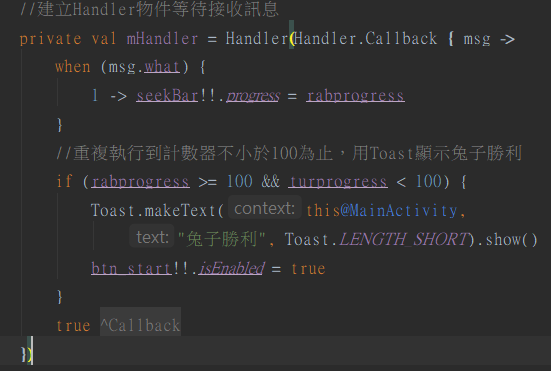 //建立Handler物件等待接收訊息
private val mHandler = Handler(Handler.Callback { msg ->
when (msg.what) {
1 -> seekBar!!.progress = rabprogress
}
//重複執行到計數器不小於100為止，用Toast顯示兔子勝利
if (rabprogress >= 100 && turprogress < 100) {
Toast.makeText( context: this@MainActivity,
text: "兔子勝利", Toast.LENGTH_SHORT).show()
btn_start!!.isEnabled = true
}
true ^Callback
})